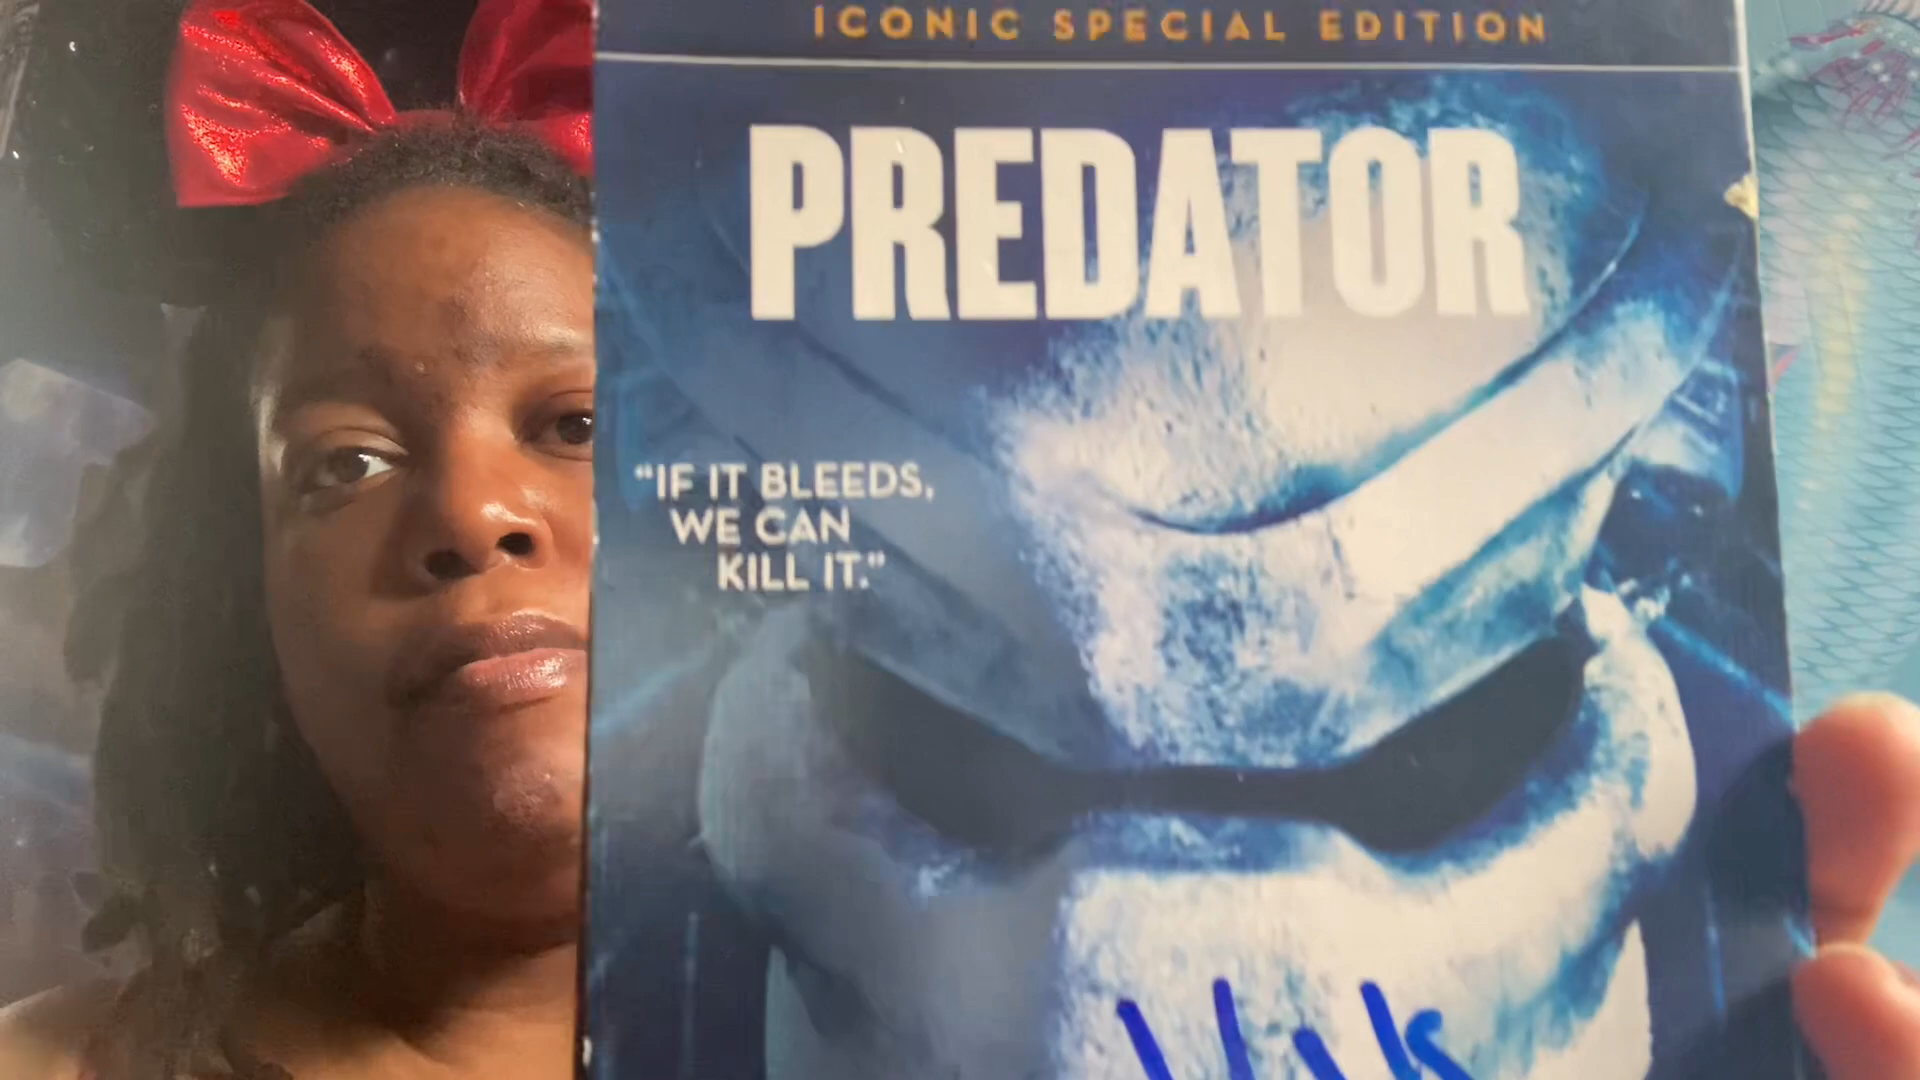 ICONIC SPECIAL EDITION
PREDATOR
“IF IT BLEEDS,
WE CAN
KILL IT.”